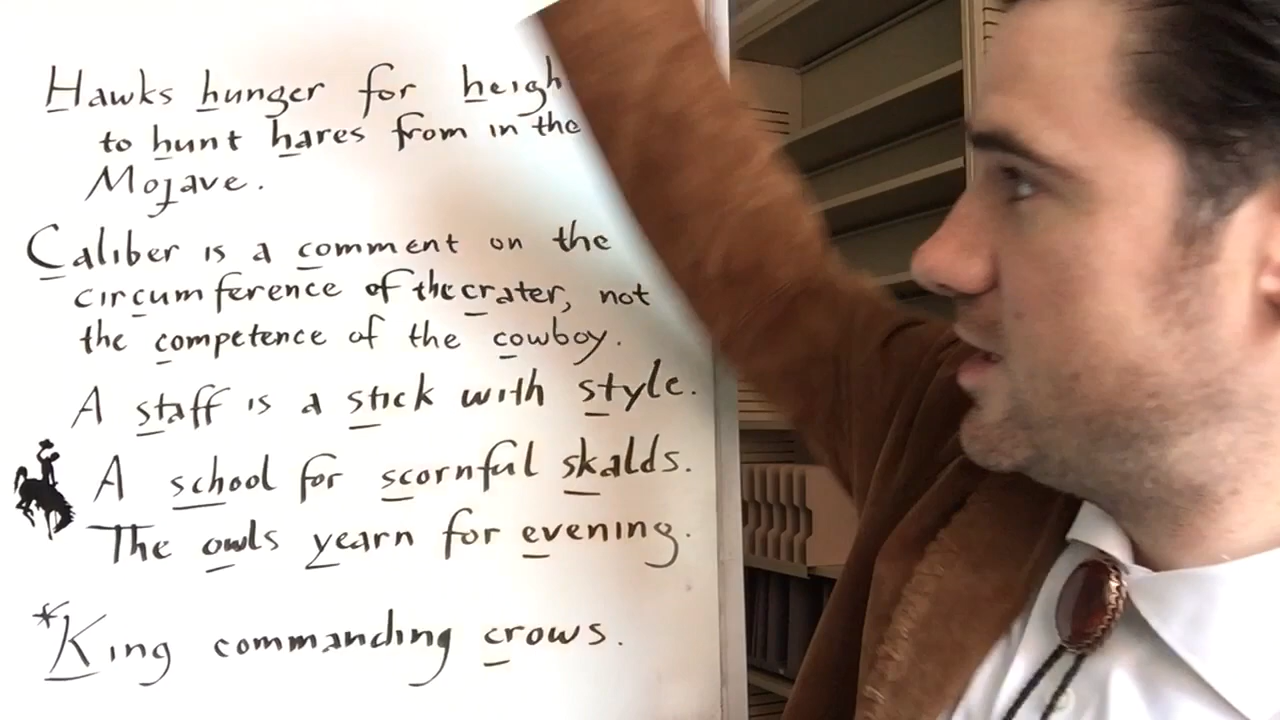 Hawks hunger for heigh
to hunt hares from in the
Mojave.
Caliber is a comment on the
circumference of the crater, not
the competence of the cowboy.
A staff is a stick with style.
A school for scornful skalds.
The owls yearn for evening.
*King commanding crows.